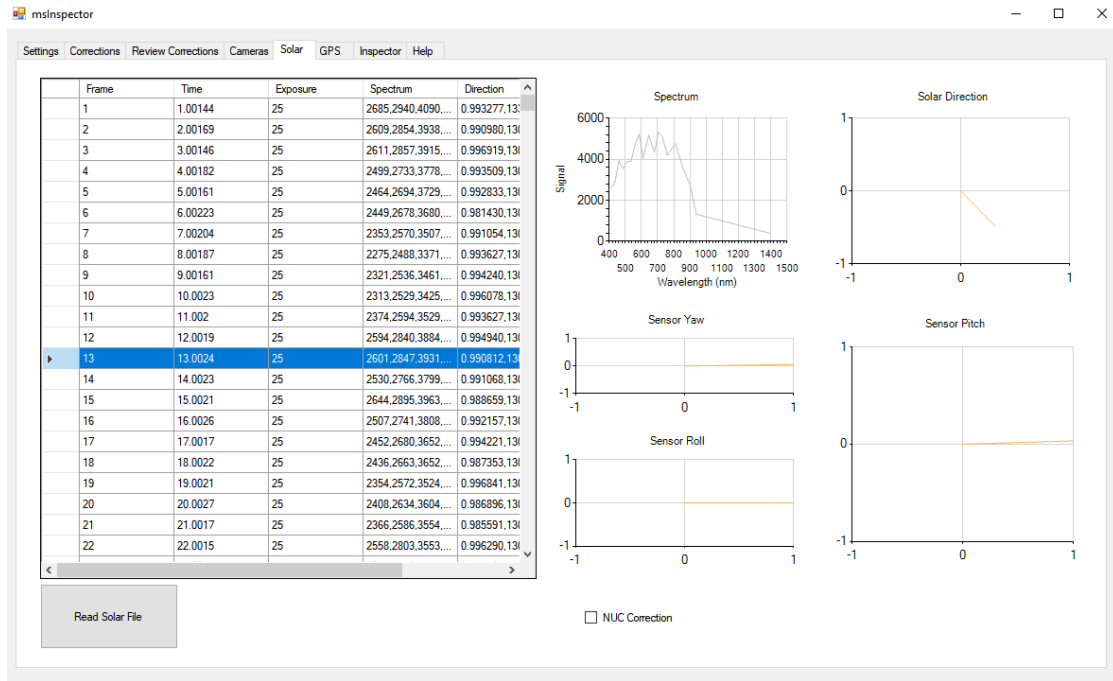 msInspector
Settings Corrections Review Corrections Cameras Solar GPS Inspector Help
Frame Time Exposure Spectrum Direction
1 1.00144 25 2685,2940,4090,... 0.993277,13
2 2.00169 25 2609,2854,3938,... 0.990980,13
3 3.00146 25 2611,2857,3915,... 0.996919,13
4 4.00182 25 2499,2733,3778,... 0.993509,13
5 5.00161 25 2464,2694,3729,... 0.992833,13
6 6.00223 25 2449,2678,3680,... 0.981430,13
7 7.00204 25 2353,2570,3507,... 0.991054,13
8 8.00187 25 2275,2488,3371,... 0.993627,13
9 9.00161 25 2321,2536,3461,... 0.994240,13
10 10.0023 25 2313,2529,3425,... 0.996078,13
11 11.002 25 2374,2594,3529,... 0.993627,13
12 12.0019 25 2594,2840,3884,... 0.994940,13
13 13.0024 25 2601,2847,3931,... 0.990812,13
14 14.0023 25 2530,2766,3799,... 0.991068,13
15 15.0021 25 2644,2895,3963,... 0.988659,13
16 16.0026 25 2507,2741,3808,... 0.992157,13
17 17.0017 25 2452,2680,3652,... 0.994221,13
18 18.0022 25 2436,2663,3652,... 0.987353,13
19 19.0021 25 2354,2572,3524,... 0.996841,13
20 20.0027 25 2408,2634,3604,... 0.986896,13
21 21.0017 25 2366,2586,3554,... 0.985591,13
22 22.0015 25 2558,2803,3553,... 0.996290,13
Read Solar File
Spectrum
Signal
6000
4000
2000
0
400 600 800 1000 1200 1400
500 700 900 1100 1300 1500
Wavelength (nm)
Solar Direction
1
0
-1
-1 0 1
Sensor Yaw
1
0
-1
-1 0 1
Sensor Roll
1
0
-1
-1 0 1
Sensor Pitch
1
0
-1
-1 0 1
NUC Correction